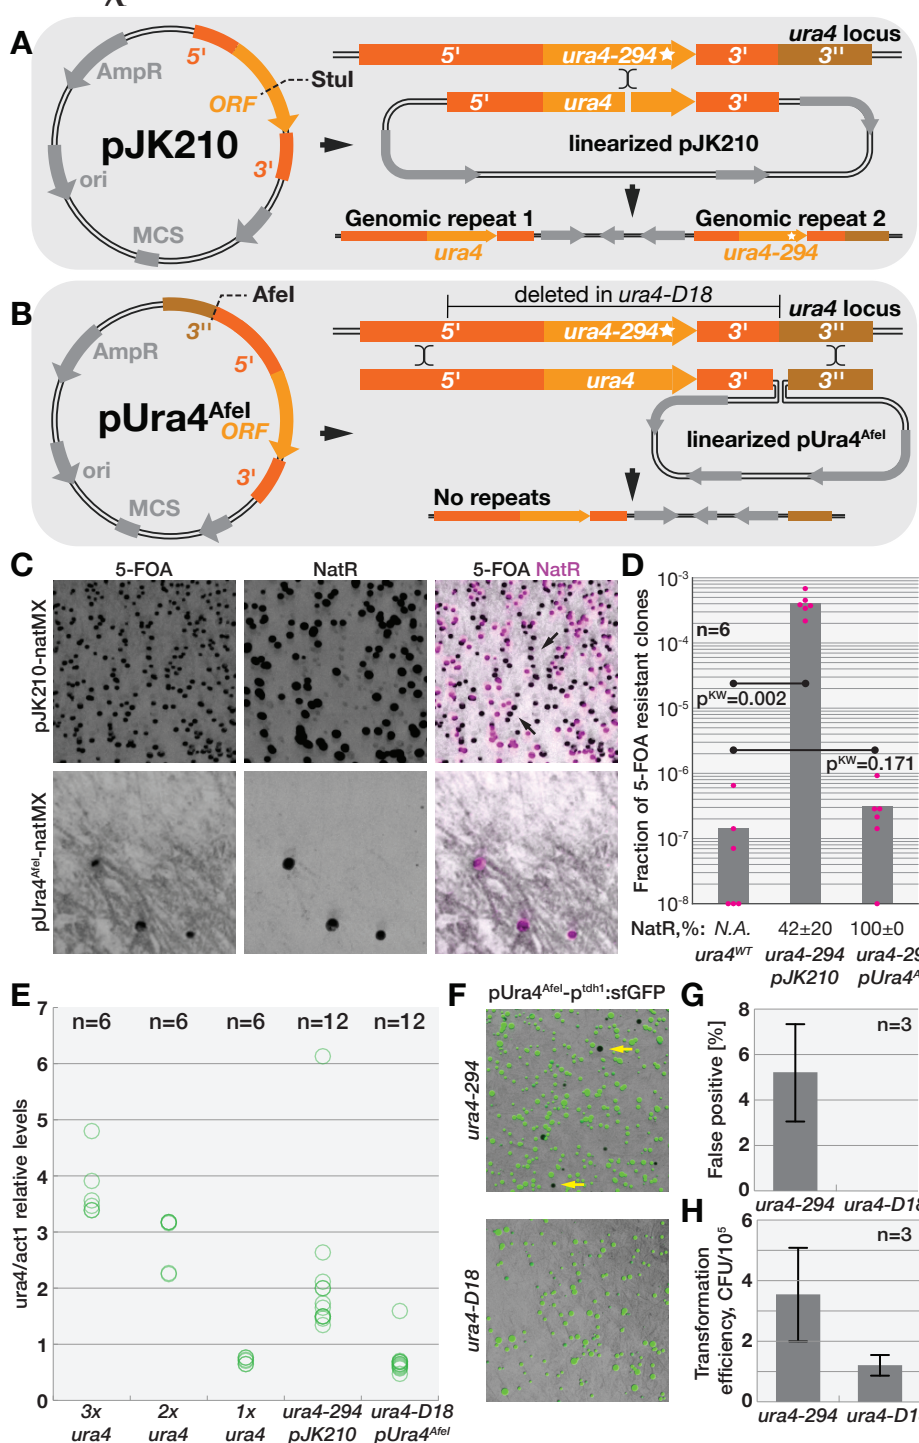 A
5'
AmpR
StuI
ORF
pJK210
3'
ori
MCS
ura4 locus
5' ura4-294 3' 3''
5' ura4 3'
linearized pJK210
Genomic repeat 1
ura4
Genomic repeat 2
ura4-294
B
AfeI
3''
AmpR
5'
pUra4AfeI
ORF
ori
3'
MCS
deleted in ura4-D18
ura4 locus
5' ura4-294 3' 3''
5' ura4 3' 3''
linearized pUra4AfeI
No repeats
C
5-FOA
NatR
5-FOA NatR
pJK210-natMX
pUra4AfeI-natMX
D
Fraction of 5-FOA resistant clones
10-3
10-4
10-5
10-6
10-7
10-8
n=6
pKW=0.002
pKW=0.171
NatR,%: N.A. 42±20 100±0
ura4WT
ura4-294
pJK210
ura4-29
pUra4A
E
ura4/act1 relative levels
7
6
5
4
3
2
1
0
n=6 n=6 n=6 n=12 n=12
3x
ura4
2x
ura4
1x
ura4
ura4-294
pJK210
ura4-D18
pUra4AfeI
F
pUra4AfeI-ptdh1:sfGFP
ura4-294
ura4-D18
G
False positive [%]
8
6
4
2
0
n=3
ura4-294 ura4-D18
H
Transformation
efficiency, CFU/105
6
4
2
0
n=3
ura4-294 ura4-D1